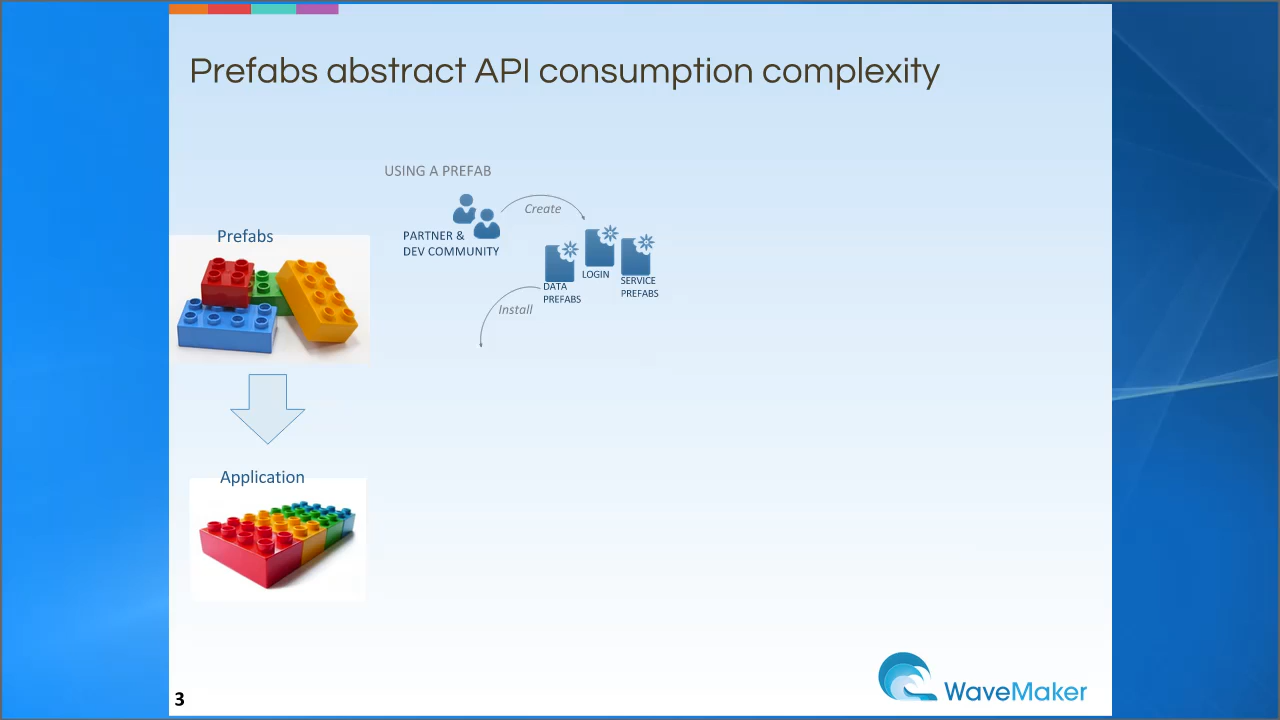 Prefabs abstract API consumption complexity
USING A PREFAB
Create
Prefabs
PARTNER &
DEV COMMUNITY
LOGIN
DATA
PREFABS
SERVICE
PREFABS
Install
Application
WaveMaker
3